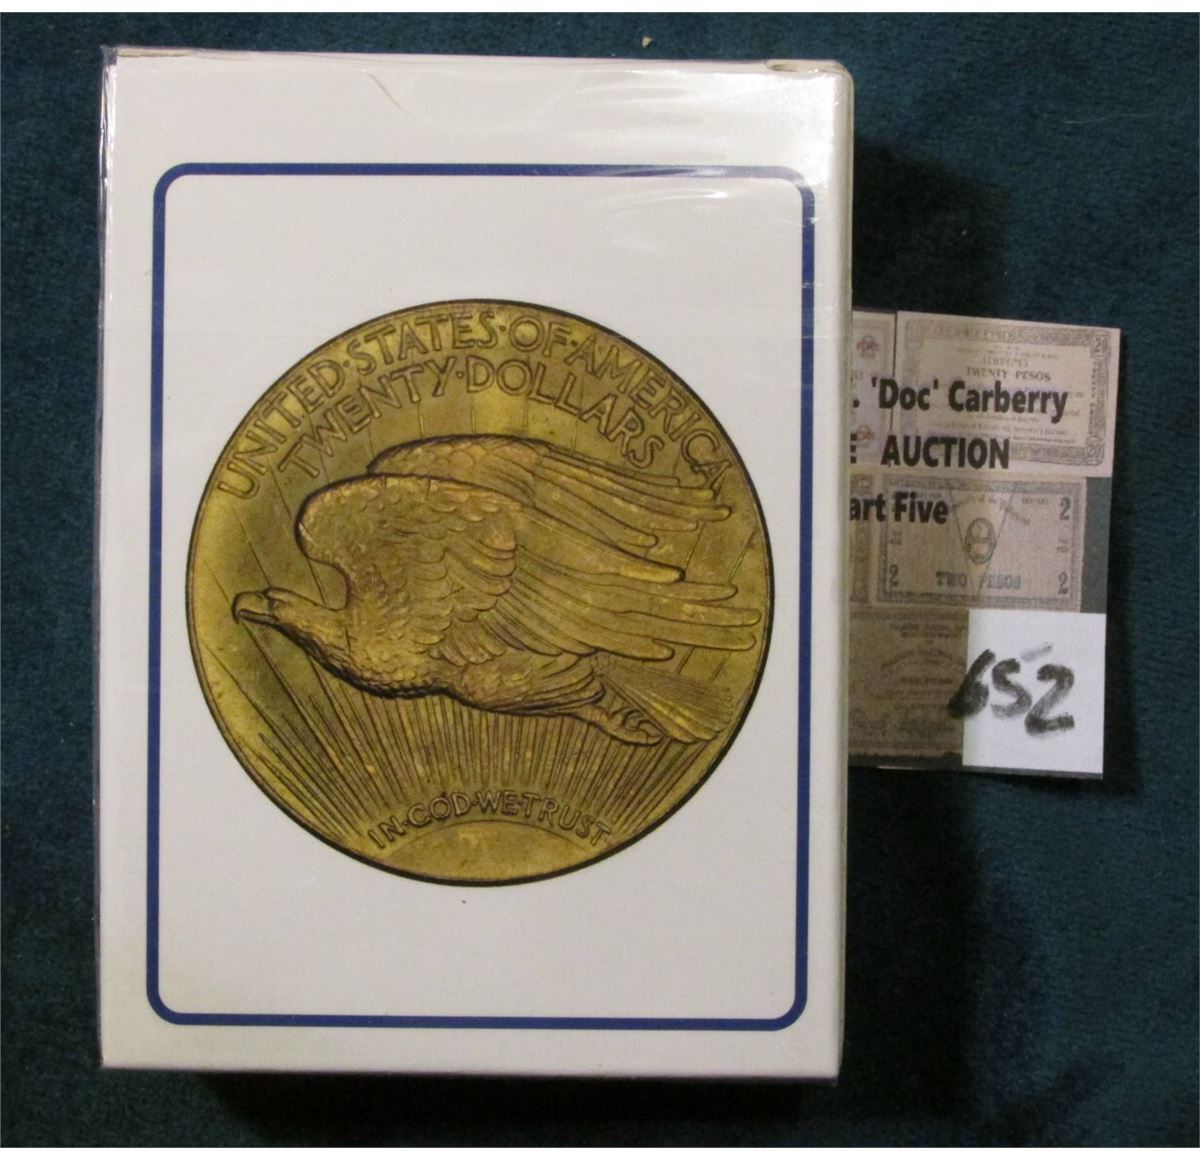 UNITED·STATES·OF·AMERICA
TWENTY·DOLLARS
IN·GOD·WE·TRUST
. 'Doc' Carberry
AUCTION
art Five
TWENTY PESOS
20
2
2 TWO PESOS 2
652